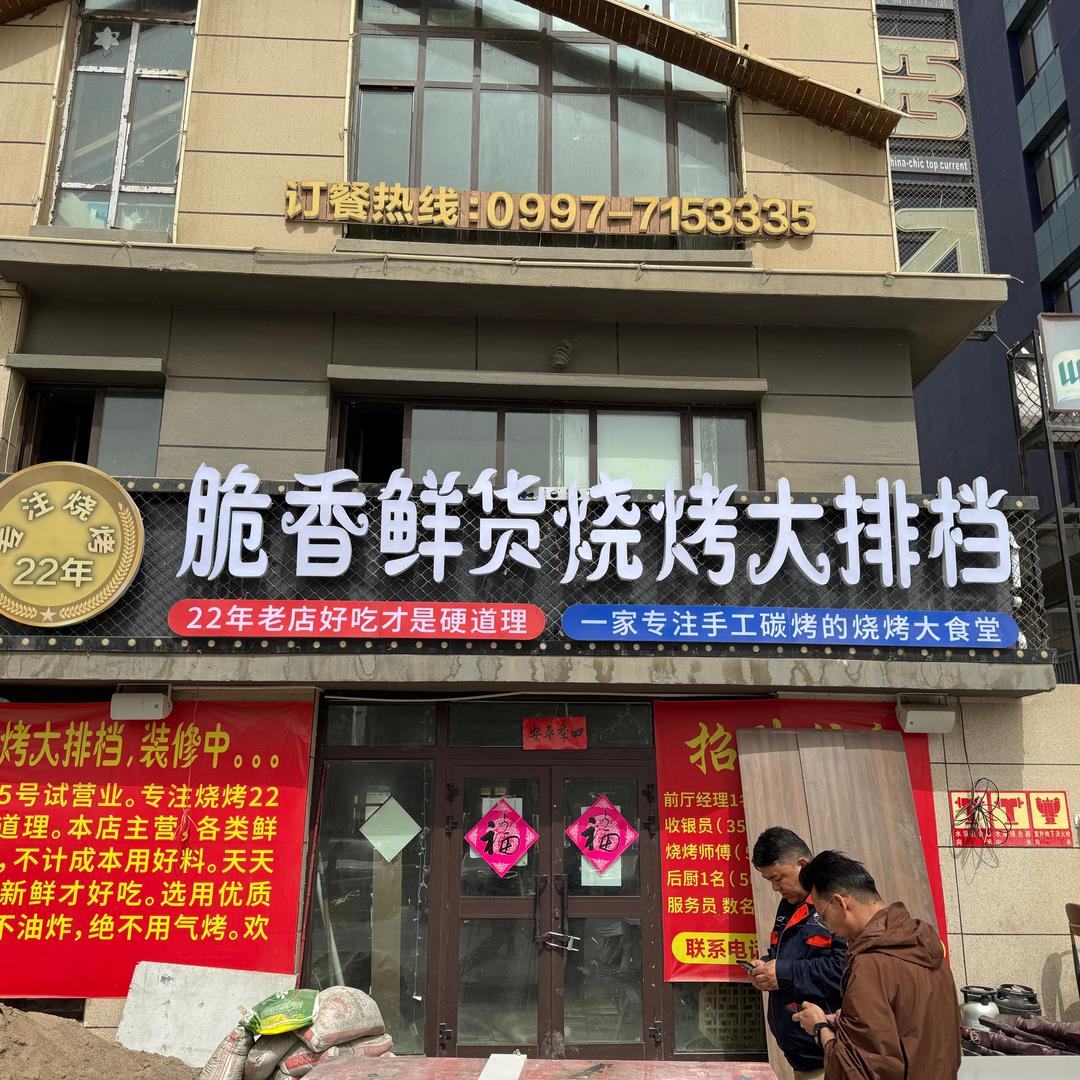 订餐热线:0997-7153335
china-chic top current
专注烧烤
22年
脆香鲜货烧烤大排档
22年老店好吃才是硬道理
一家专注手工碳烤的烧烤大食堂
烤大排档,装修中...
5号试营业。专注烧烤22
道理。本店主营,各类鲜
,不计成本用好料。天天
新鲜才好吃。选用优质
不油炸,绝不用气烤。欢
福
福
招
前厅经理1
收银员(35
烧烤师傅(
后厨1名(5
服务员 数名
联系电话